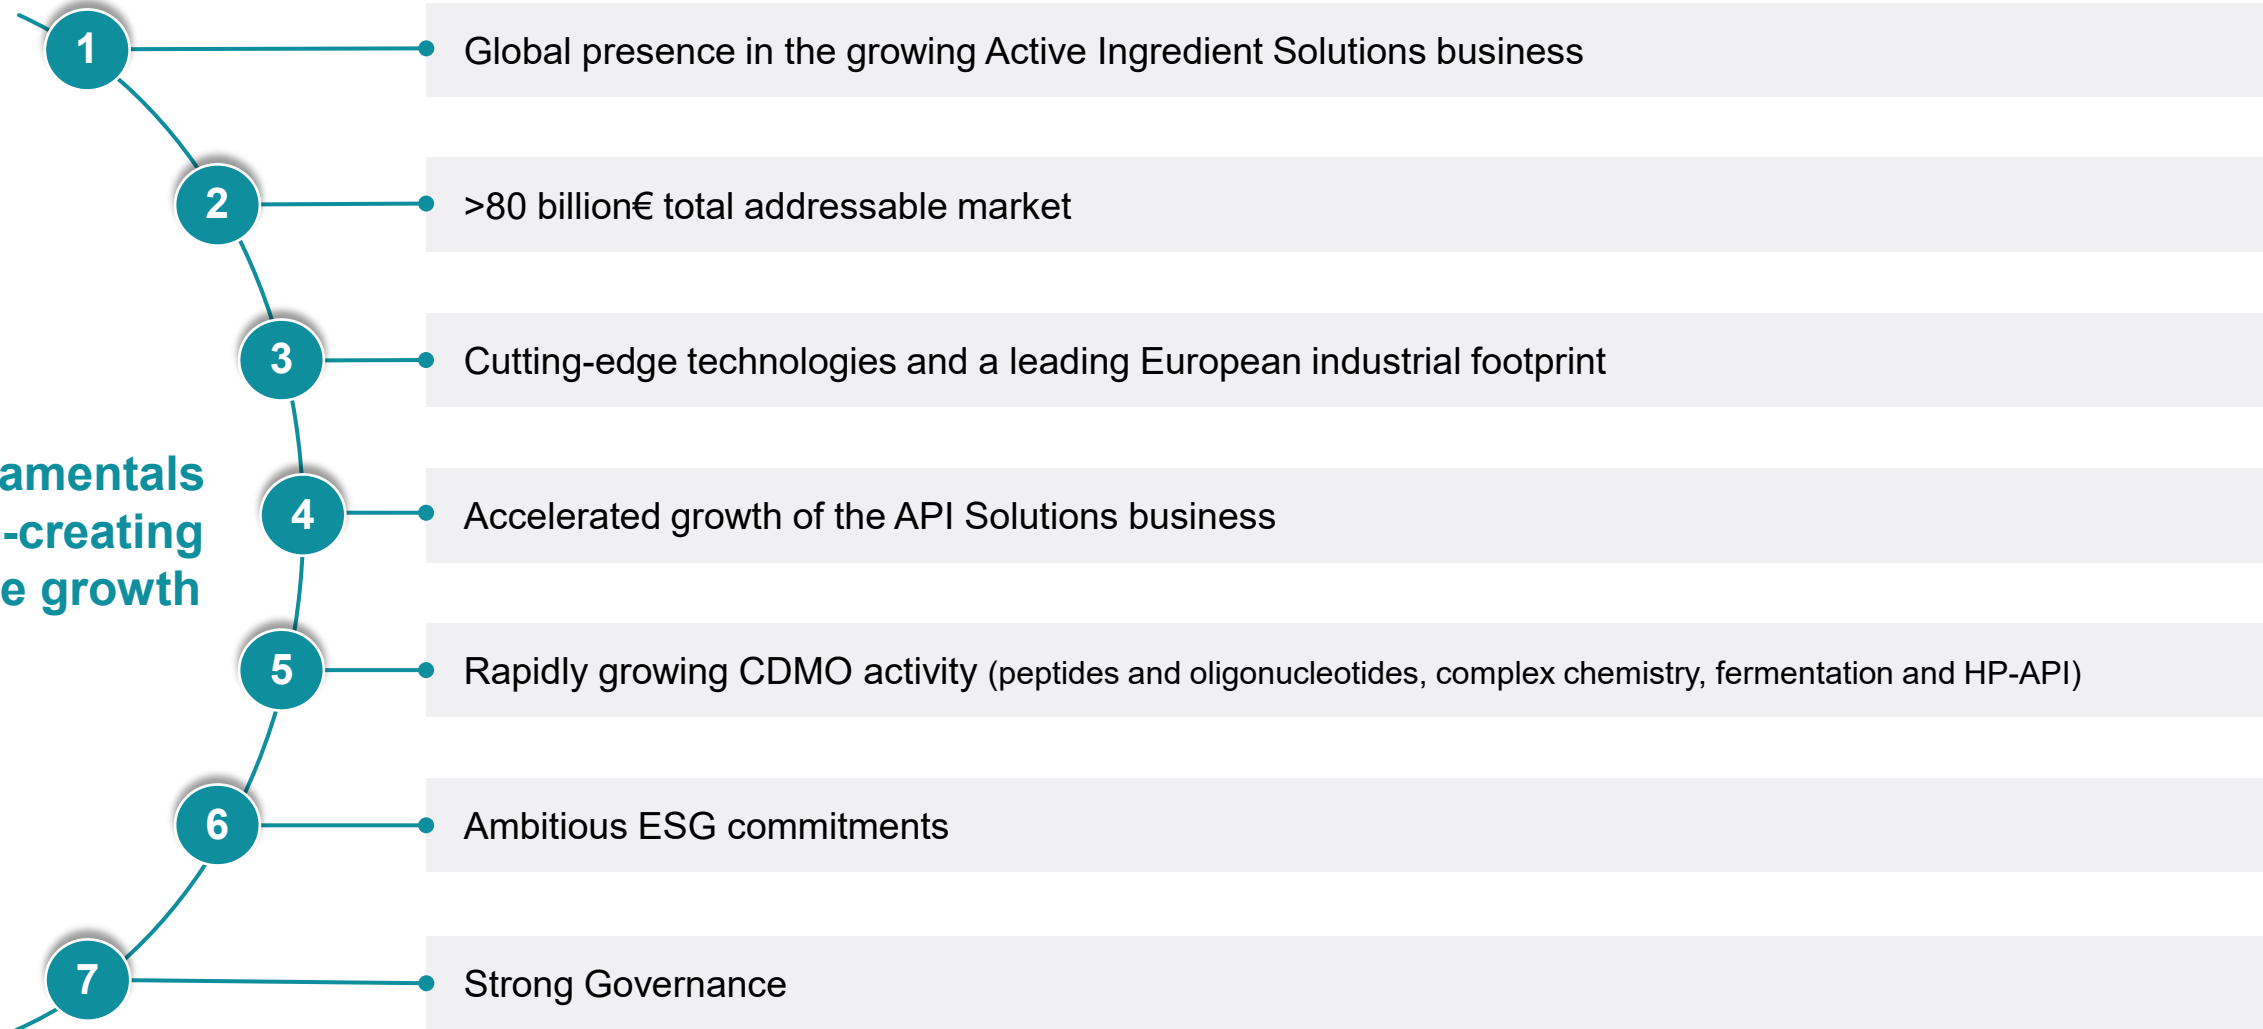 1
Global presence in the growing Active Ingredient Solutions business
2
>80 billion€ total addressable market
3
Cutting-edge technologies and a leading European industrial footprint
amentals
-creating
e growth
4
Accelerated growth of the API Solutions business
5
Rapidly growing CDMO activity (peptides and oligonucleotides, complex chemistry, fermentation and HP-API)
6
Ambitious ESG commitments
7
Strong Governance